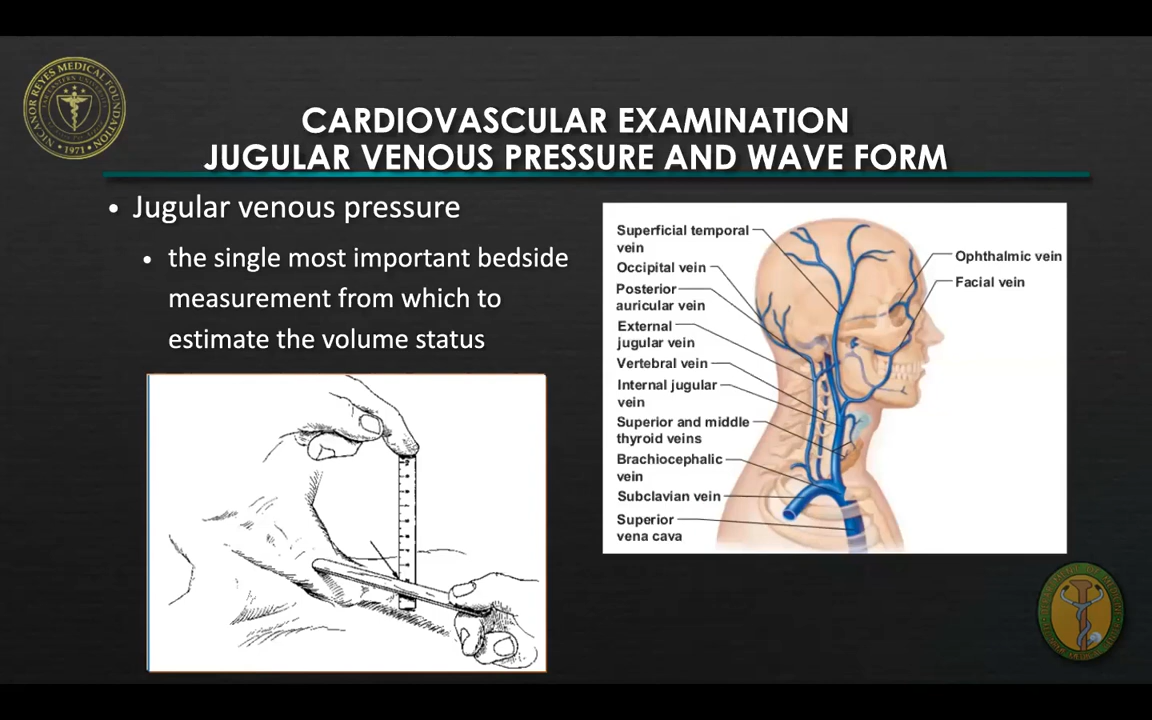 NICANOR REYES MEDICAL FOUNDATION
• 1971 •
CARDIOVASCULAR EXAMINATION
JUGULAR VENOUS PRESSURE AND WAVE FORM
• Jugular venous pressure
• the single most important bedside
measurement from which to
estimate the volume status
Superficial temporal
vein
Occipital vein
Posterior
auricular vein
External
jugular vein
Vertebral vein
Internal jugular
vein
Superior and middle
thyroid veins
Brachiocephalic
vein
Subclavian vein
Superior
vena cava
Ophthalmic vein
Facial vein